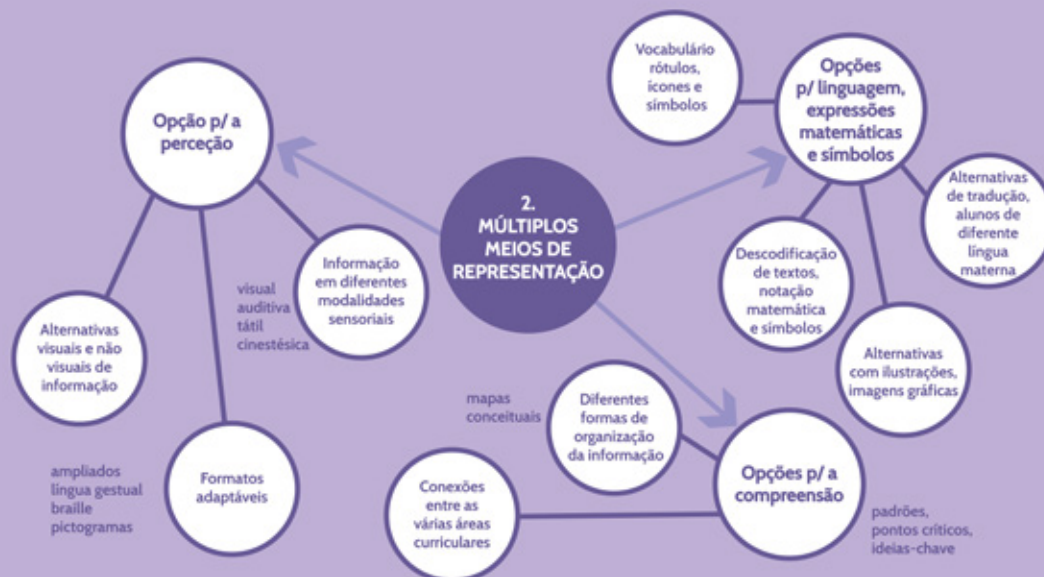 2.
MÚLTIPLOS
MEIOS DE
REPRESENTAÇÃO
Opção p/ a
perceção
Informação
em diferentes
modalidades
sensoriais
visual
auditiva
tátil
cinestésica
Alternativas
visuais e não
visuais de
informação
Formatos
adaptáveis
ampliados
língua gestual
braille
pictogramas
Opções
p/ linguagem,
expressões
matemáticas
e símbolos
Vocabulário
rótulos,
ícones e
símbolos
Alternativas
de tradução,
alunos de
diferente
língua
materna
Descodificação
de textos,
notação
matemática
e símbolos
Alternativas
com ilustrações,
imagens gráficas
Opções p/ a
compreensão
Diferentes
formas de
organização
da informação
mapas
conceituais
Conexões
entre as
várias áreas
curriculares
padrões,
pontos críticos,
ideias-chave